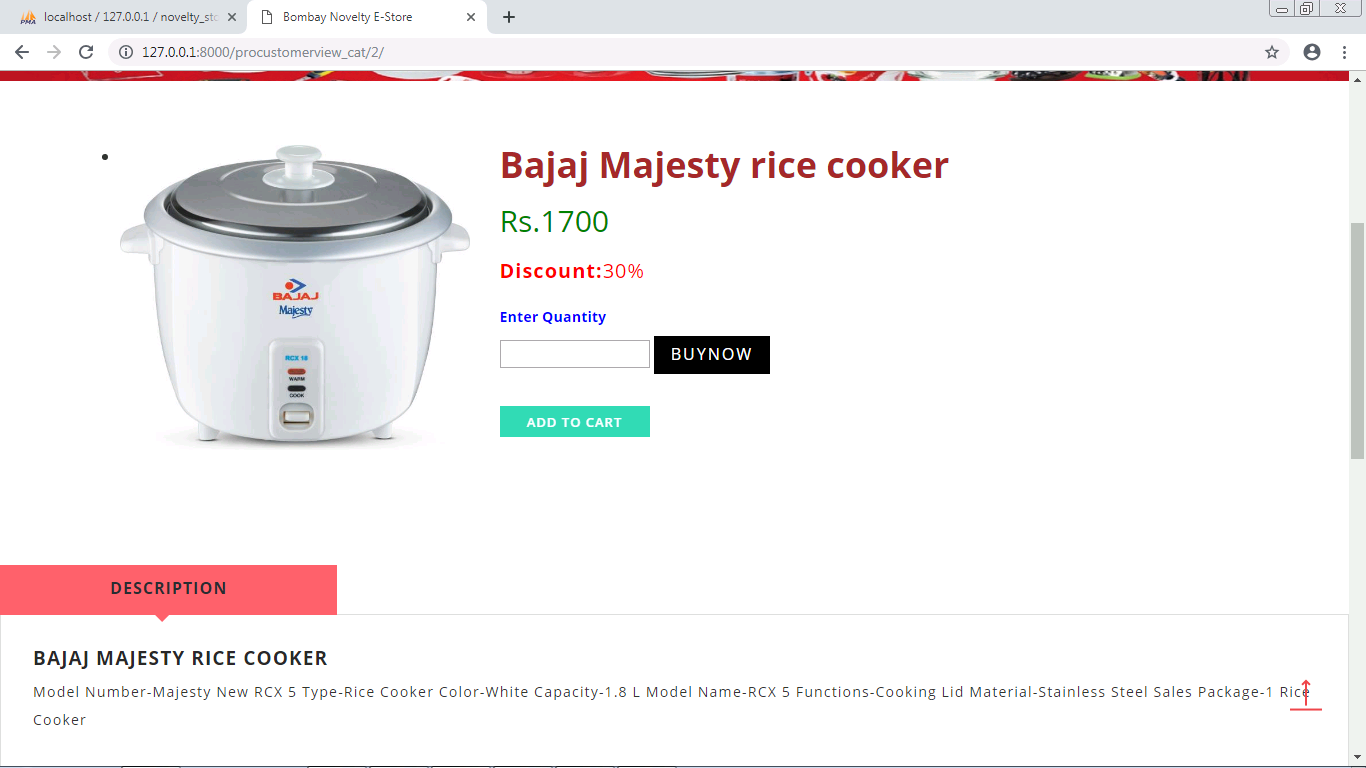 localhost / 127.0.0.1 / novelty_sto
Bombay Novelty E-Store
127.0.0.1:8000/procustomerview_cat/2/
Bajaj Majesty rice cooker
Rs.1700
Discount:30%
Enter Quantity
BUYNOW
ADD TO CART
BAJAJ
Majesty
RCX 18
WARM
COOK
DESCRIPTION
BAJAJ MAJESTY RICE COOKER
Model Number-Majesty New RCX 5 Type-Rice Cooker Color-White Capacity-1.8 L Model Name-RCX 5 Functions-Cooking Lid Material-Stainless Steel Sales Package-1 Rice
Cooker